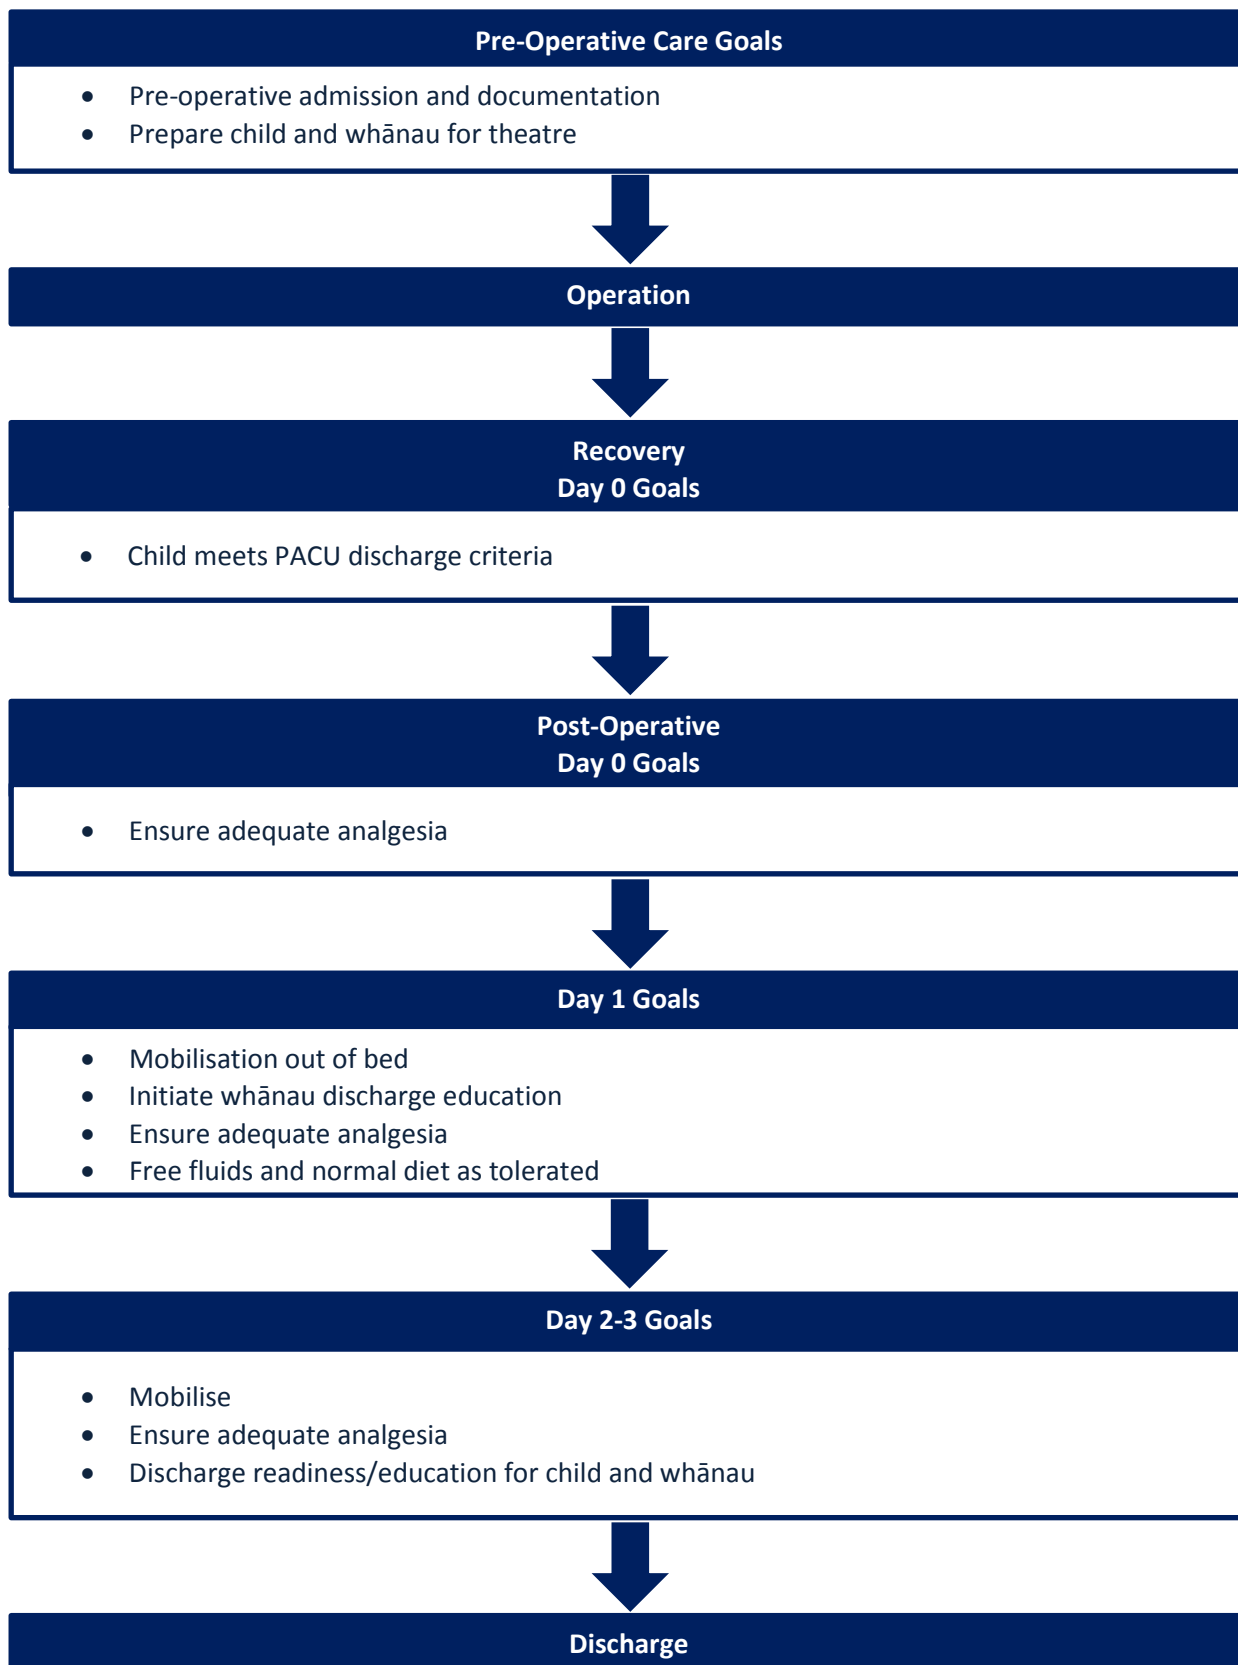 Pre-Operative Care Goals
• Pre-operative admission and documentation
• Prepare child and whānau for theatre
Operation
Recovery
Day 0 Goals
• Child meets PACU discharge criteria
Post-Operative
Day 0 Goals
• Ensure adequate analgesia
Day 1 Goals
• Mobilisation out of bed
• Initiate whānau discharge education
• Ensure adequate analgesia
• Free fluids and normal diet as tolerated
Day 2-3 Goals
• Mobilise
• Ensure adequate analgesia
• Discharge readiness/education for child and whānau
Discharge